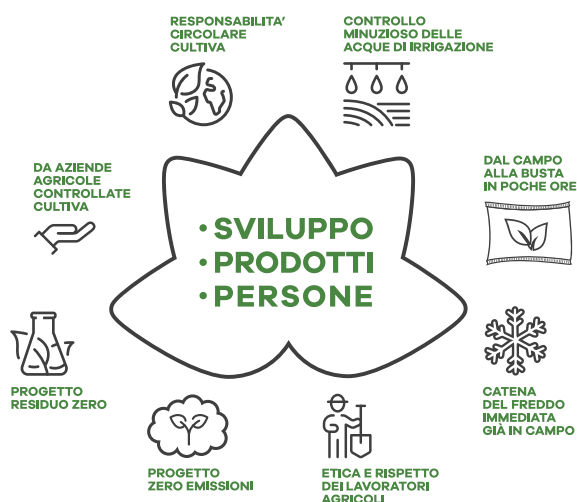 RESPONSABILITA'
CIRCOLARE
CULTIVA
CONTROLLO
MINUZIOSO DELLE
ACQUE DI IRRIGAZIONE
DA AZIENDE
AGRICOLE
CONTROLLATE
CULTIVA
DAL CAMPO
ALLA BUSTA
IN POCHE ORE
• SVILUPPO
• PRODOTTI
• PERSONE
PROGETTO
RESIDUO ZERO
CATENA
DEL FREDDO
IMMEDIATA
GIÀ IN CAMPO
PROGETTO
ZERO EMISSIONI
ETICA E RISPETTO
DEI LAVORATORI
AGRICOLI